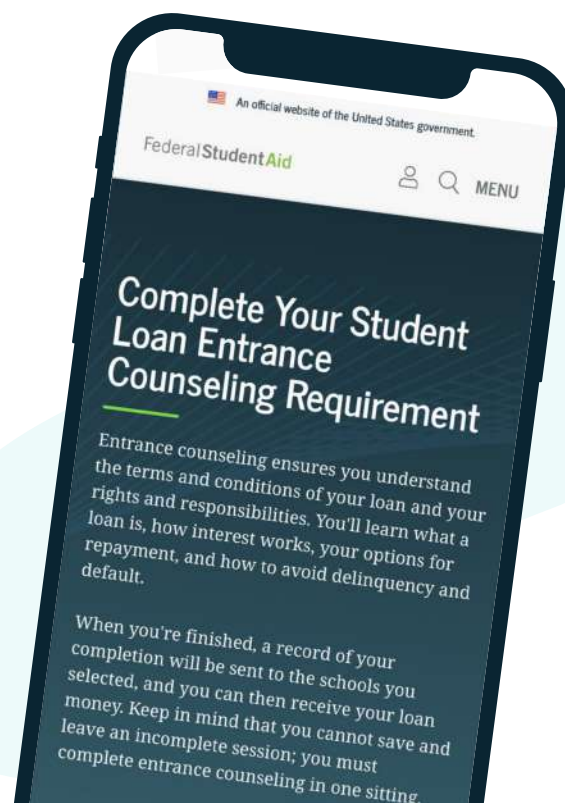 An official website of the United States government.
FederalStudentAid
MENU
Complete Your Student
Loan Entrance
Counseling Requirement
Entrance counseling ensures you understand
the terms and conditions of your loan and your
rights and responsibilities. You'll learn what a
loan is, how interest works, your options for
repayment, and how to avoid delinquency and
default.
When you're finished, a record of your
completion will be sent to the schools you
selected, and you can then receive your loan
money. Keep in mind that you cannot save and
leave an incomplete session; you must
complete entrance counseling in one sitting.